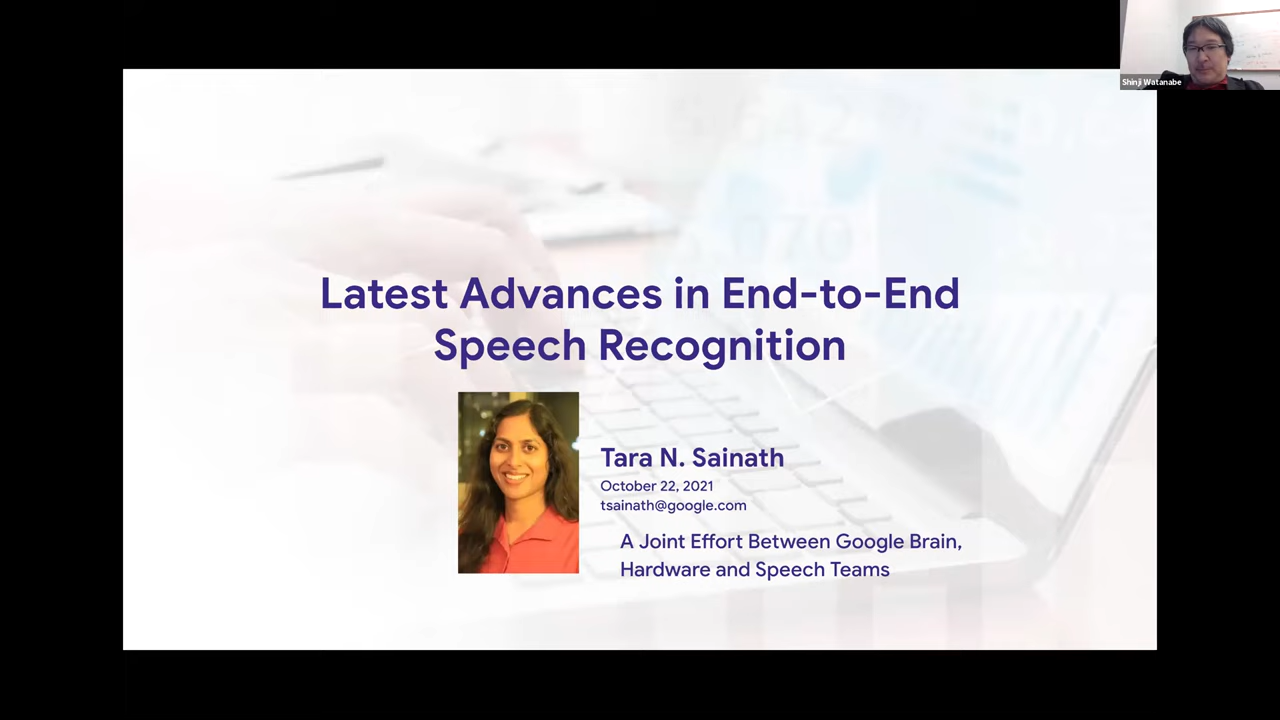 Shinji Watanabe
Latest Advances in End-to-End
Speech Recognition
Tara N. Sainath
October 22, 2021
tsainath@google.com
A Joint Effort Between Google Brain,
Hardware and Speech Teams